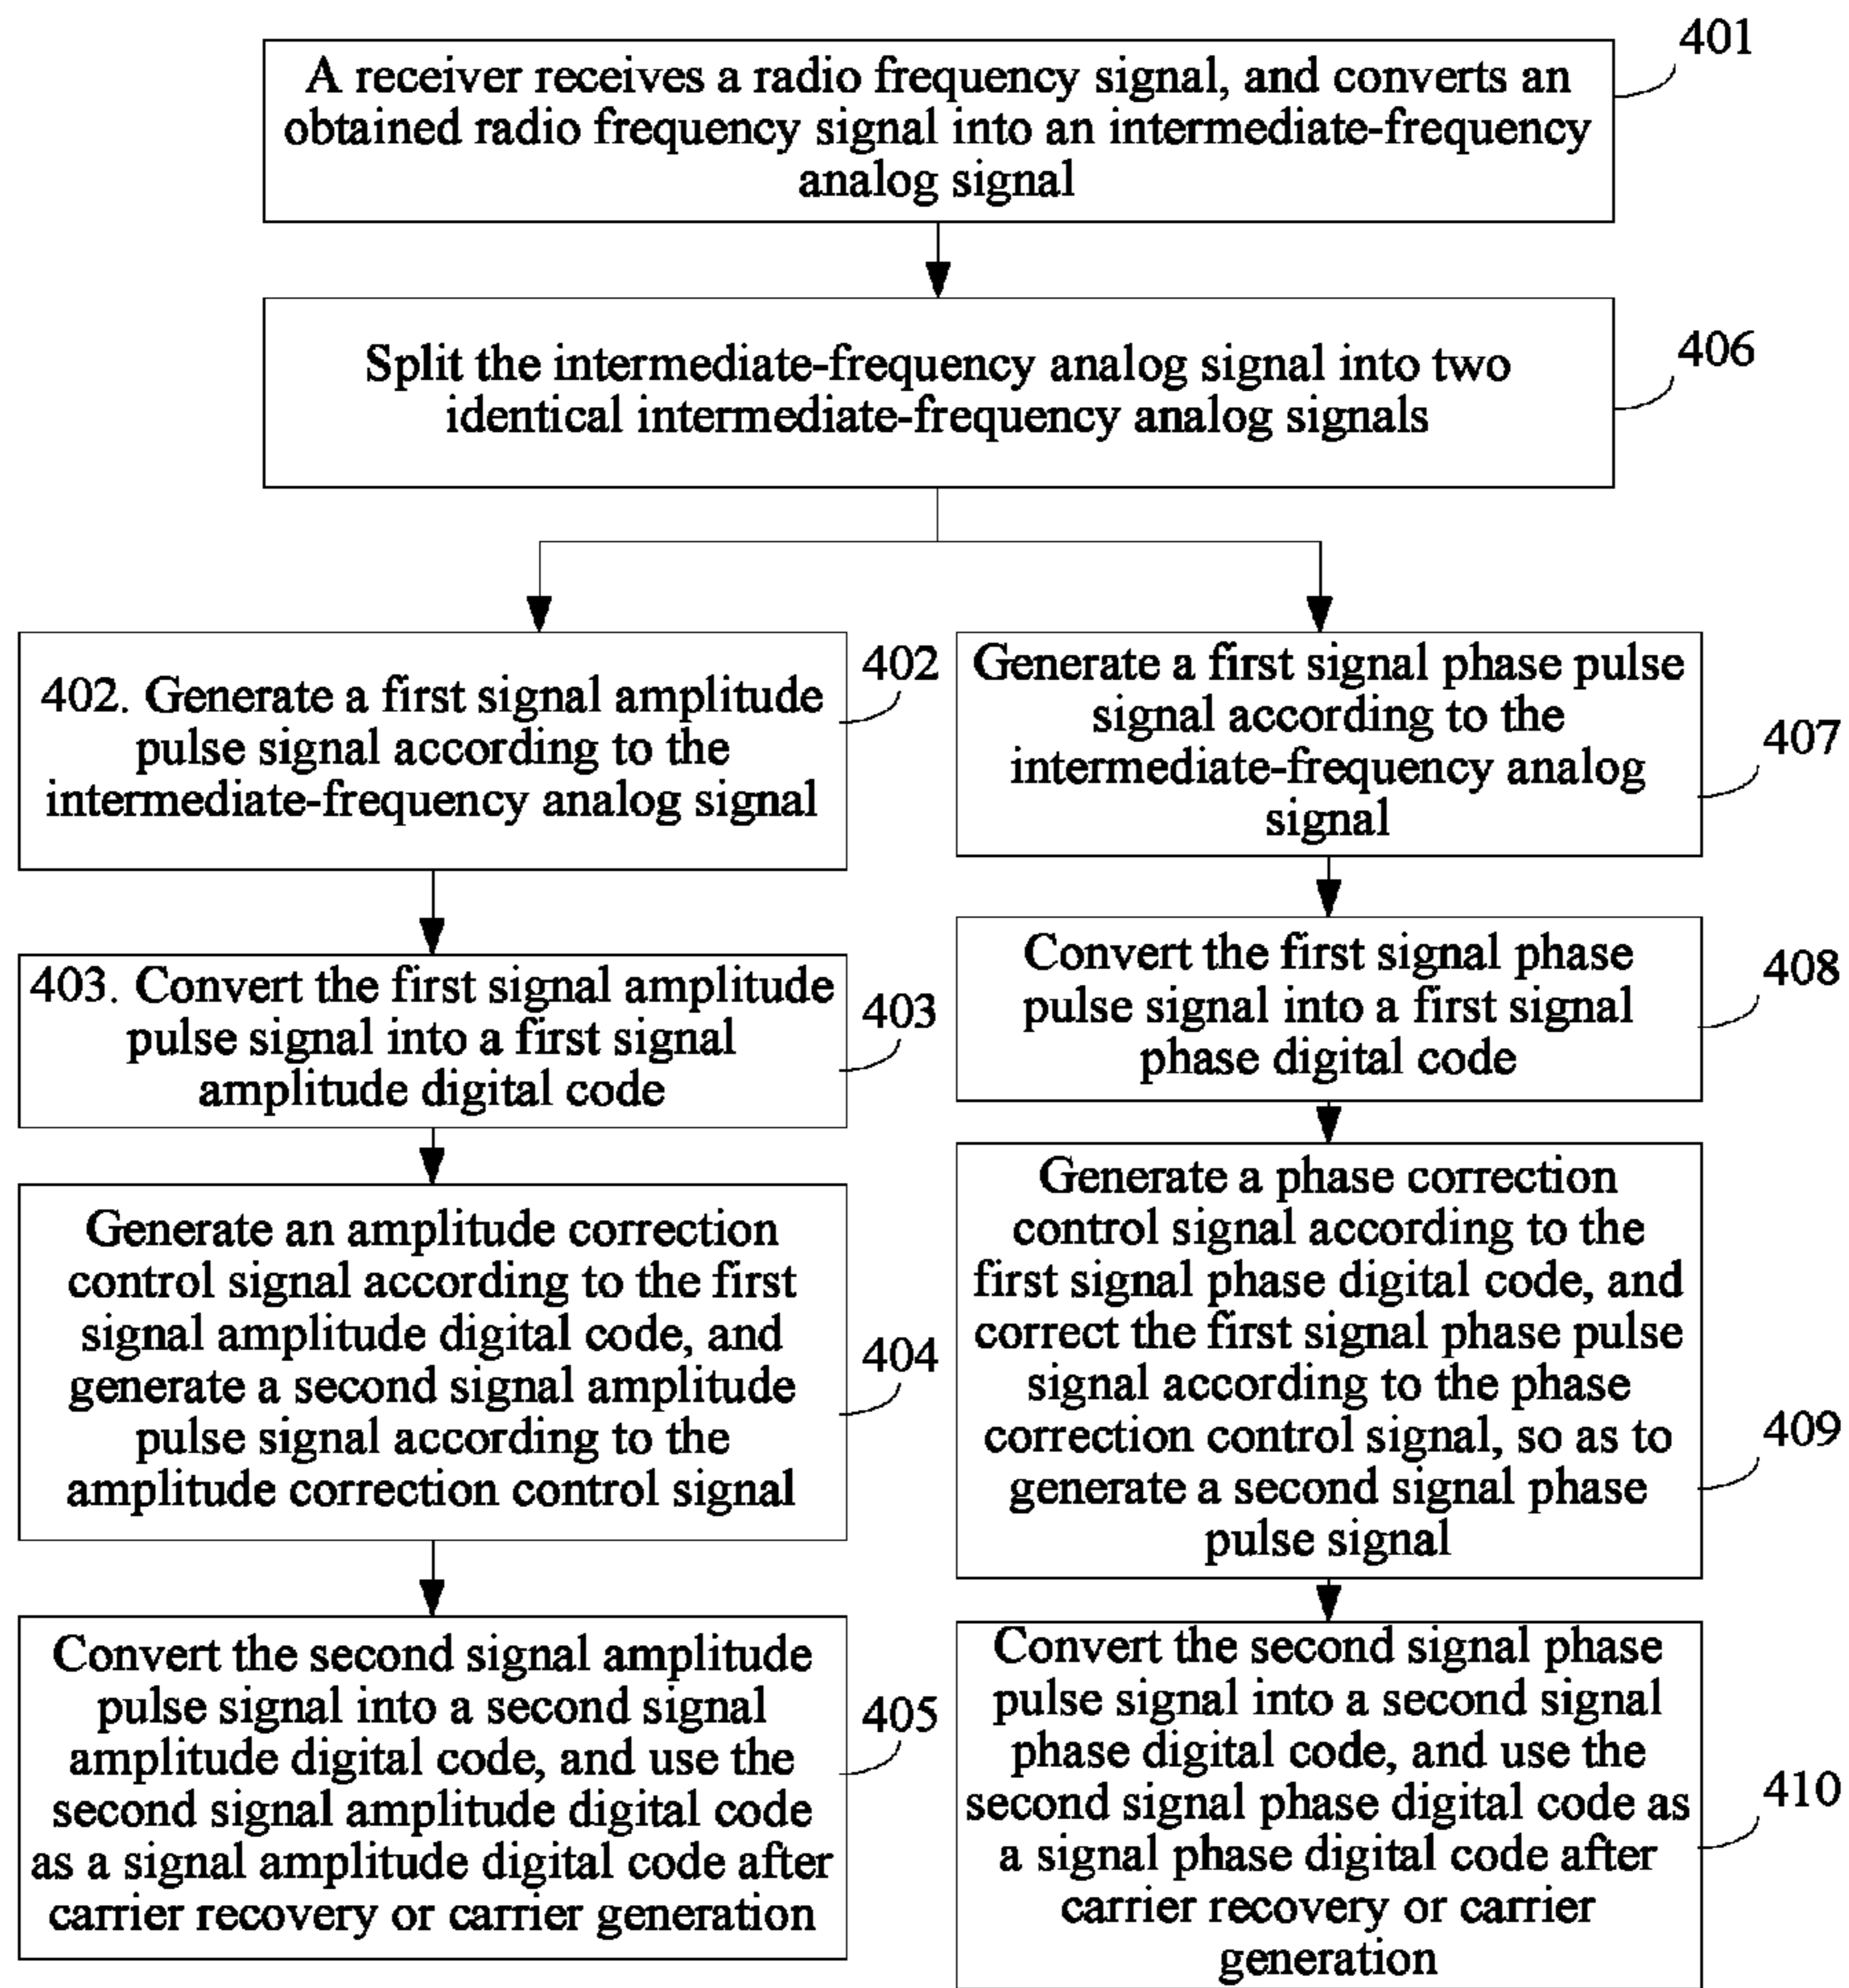 401
A receiver receives a radio frequency signal, and converts an
obtained radio frequency signal into an intermediate-frequency
analog signal
406
Split the intermediate-frequency analog signal into two
identical intermediate-frequency analog signals
402. Generate a first signal amplitude
pulse signal according to the
intermediate-frequency analog signal
402
403. Convert the first signal amplitude
pulse signal into a first signal
amplitude digital code
403
Generate an amplitude correction
control signal according to the first
signal amplitude digital code, and
generate a second signal amplitude
pulse signal according to the
amplitude correction control signal
404
Convert the second signal amplitude
pulse signal into a second signal
amplitude digital code, and use the
second signal amplitude digital code
as a signal amplitude digital code after
carrier recovery or carrier generation
405
Generate a first signal phase pulse
signal according to the
intermediate-frequency analog
signal
407
Convert the first signal phase
pulse signal into a first signal
phase digital code
408
Generate a phase correction
control signal according to the
first signal phase digital code, and
correct the first signal phase pulse
signal according to the phase
correction control signal, so as to
generate a second signal phase
pulse signal
409
Convert the second signal phase
pulse signal into a second signal
phase digital code, and use the
second signal phase digital code as
a signal phase digital code after
carrier recovery or carrier
generation
410